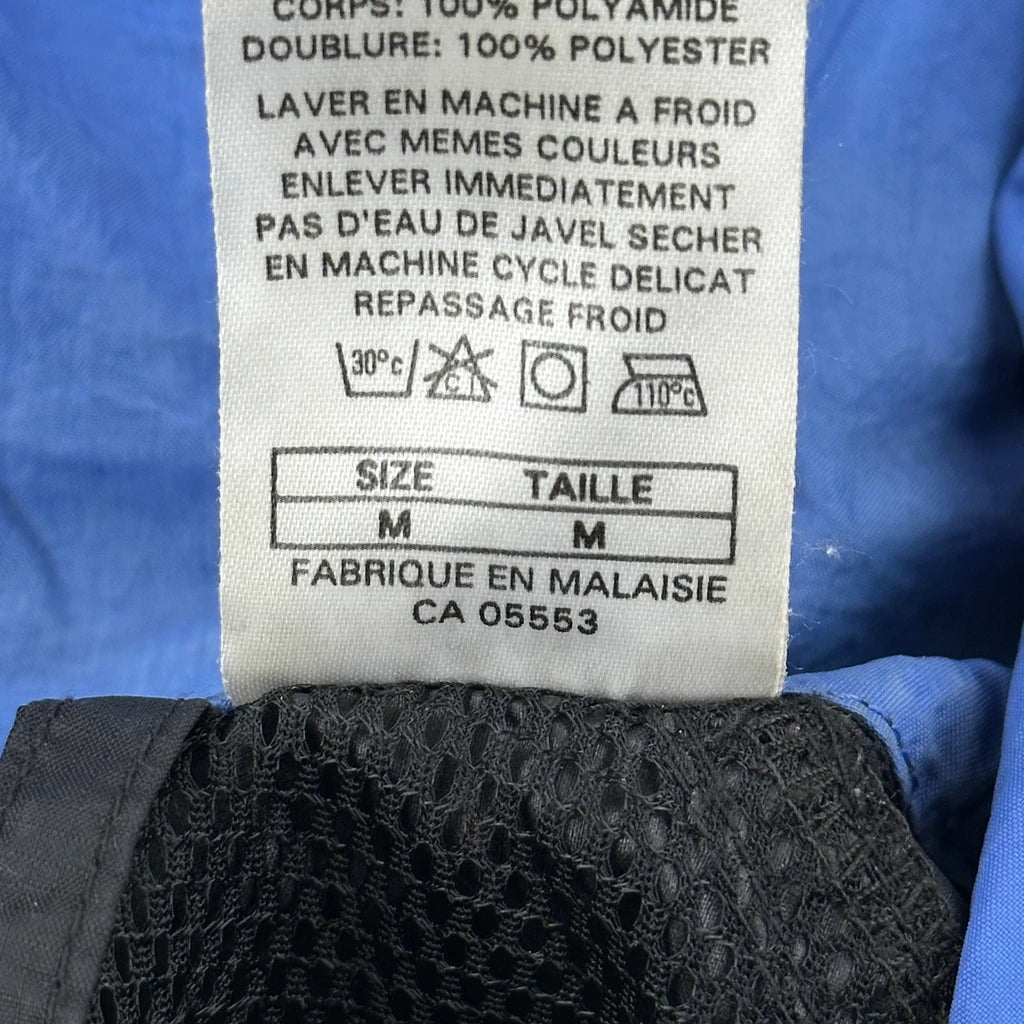 CORPS: 100% POLYAMIDE
DOUBLURE: 100% POLYESTER
LAVER EN MACHINE A FROID
AVEC MEMES COULEURS
ENLEVER IMMEDIATEMENT
PAS D'EAU DE JAVEL SECHER
EN MACHINE CYCLE DELICAT
REPASSAGE FROID
30°c CL 110°c
SIZE TAILLE
M M
FABRIQUE EN MALAISIE
CA 05553